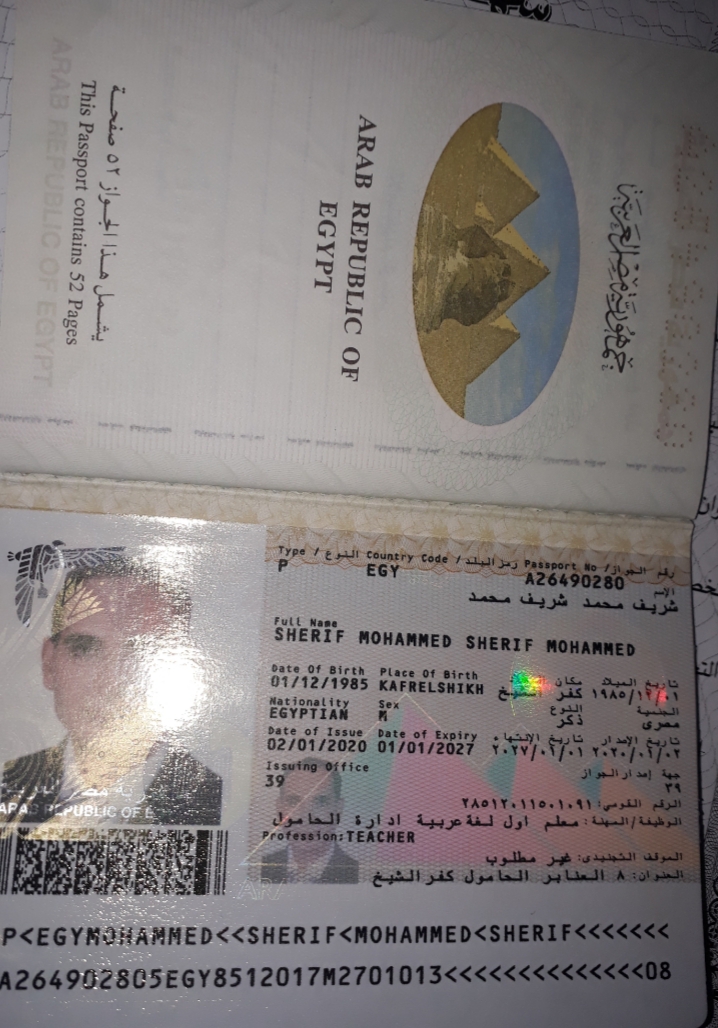 جمهورية مصر العربية
ARAB REPUBLIC OF
EGYPT
يشمل هذا الجواز ٥٢ صفحة
This Passport contains 52 Pages
ARAB REPUBLIC OF EGYPT
Type / النوع Country Code / رمز البلد Passport No / رقم الجواز
P EGY A26490280
الإسم
شريف محمد شريف محمد
Full Name
SHERIF MOHAMMED SHERIF MOHAMMED
Date Of Birth Place Of Birth مكان تاريخ الميلاد
01/12/1985 KAFRELSHIKH كفر الشيخ ١٩٨٥/١٢/٠١
Nationality Sex النوع الجنسية
EGYPTIAN M ذكر مصرى
Date of Issue Date of Expiry تاريخ الإنتهاء تاريخ الإصدار
02/01/2020 01/01/2027 ٢٠٢٧/٠١/٠١ ٢٠٢٠/٠١/٠٢
Issuing Office جهة إصدار الجواز
39 ٣٩
الرقم القومى: ٢٨٥١٢٠١١٥٠١٠٩١
الوظيفة/المهنة: معلم اول لغة عربية ادارة الحامول
Profession:TEACHER
الموقف التجنيدى: غير مطلوب
العنوان: ٨ العنابر الحامول كفر الشيخ
ARAB REPUBLIC OF E
P<EGYMOHAMMED<<SHERIF<MOHAMMED<SHERIF<<<<<<<
A264902805EGY8512017M2701013<<<<<<<<<<<<<<08